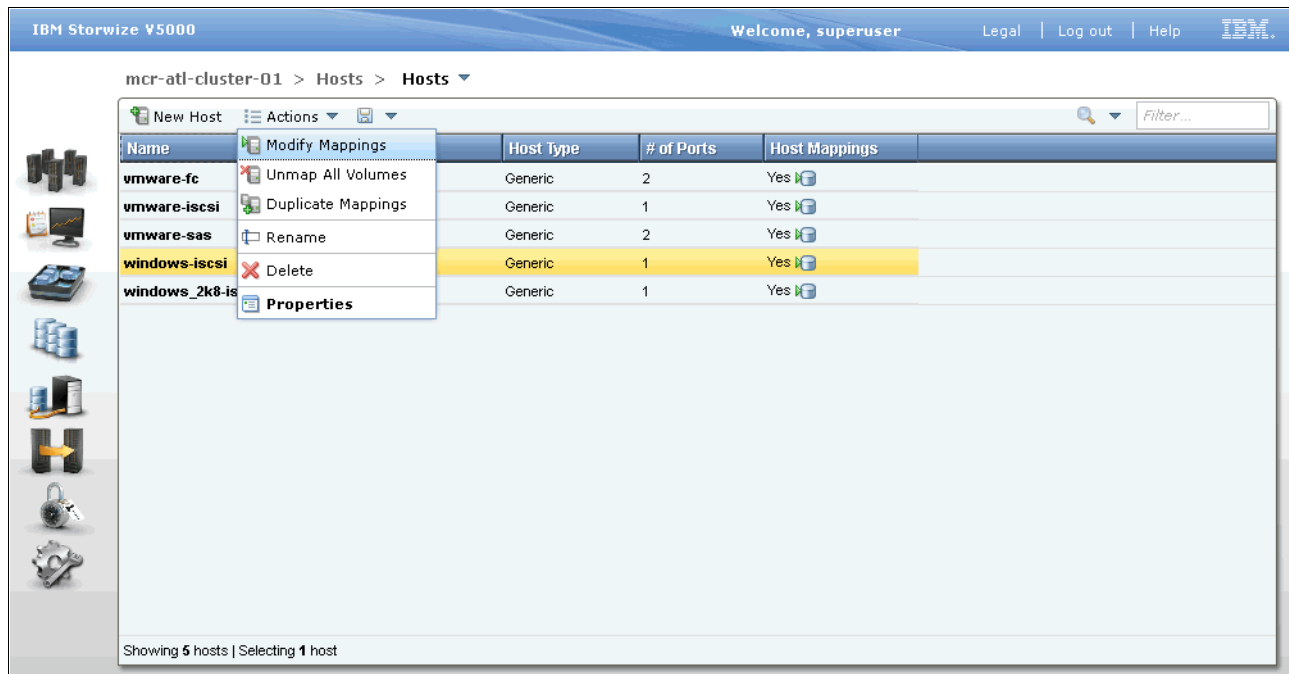 IBM Storwize V5000 Welcome, superuser Legal | Log out | Help IBM.
mcr-atl-cluster-01 > Hosts > Hosts
New Host Actions Filter...
Name Host Type # of Ports Host Mappings
Modify Mappings
Unmap All Volumes
Duplicate Mappings
Rename
Delete
Properties
vmware-fc Generic 2 Yes
vmware-iscsi Generic 1 Yes
vmware-sas Generic 2 Yes
windows-iscsi Generic 1 Yes
windows_2k8-is Generic 1 Yes
Showing 5 hosts | Selecting 1 host